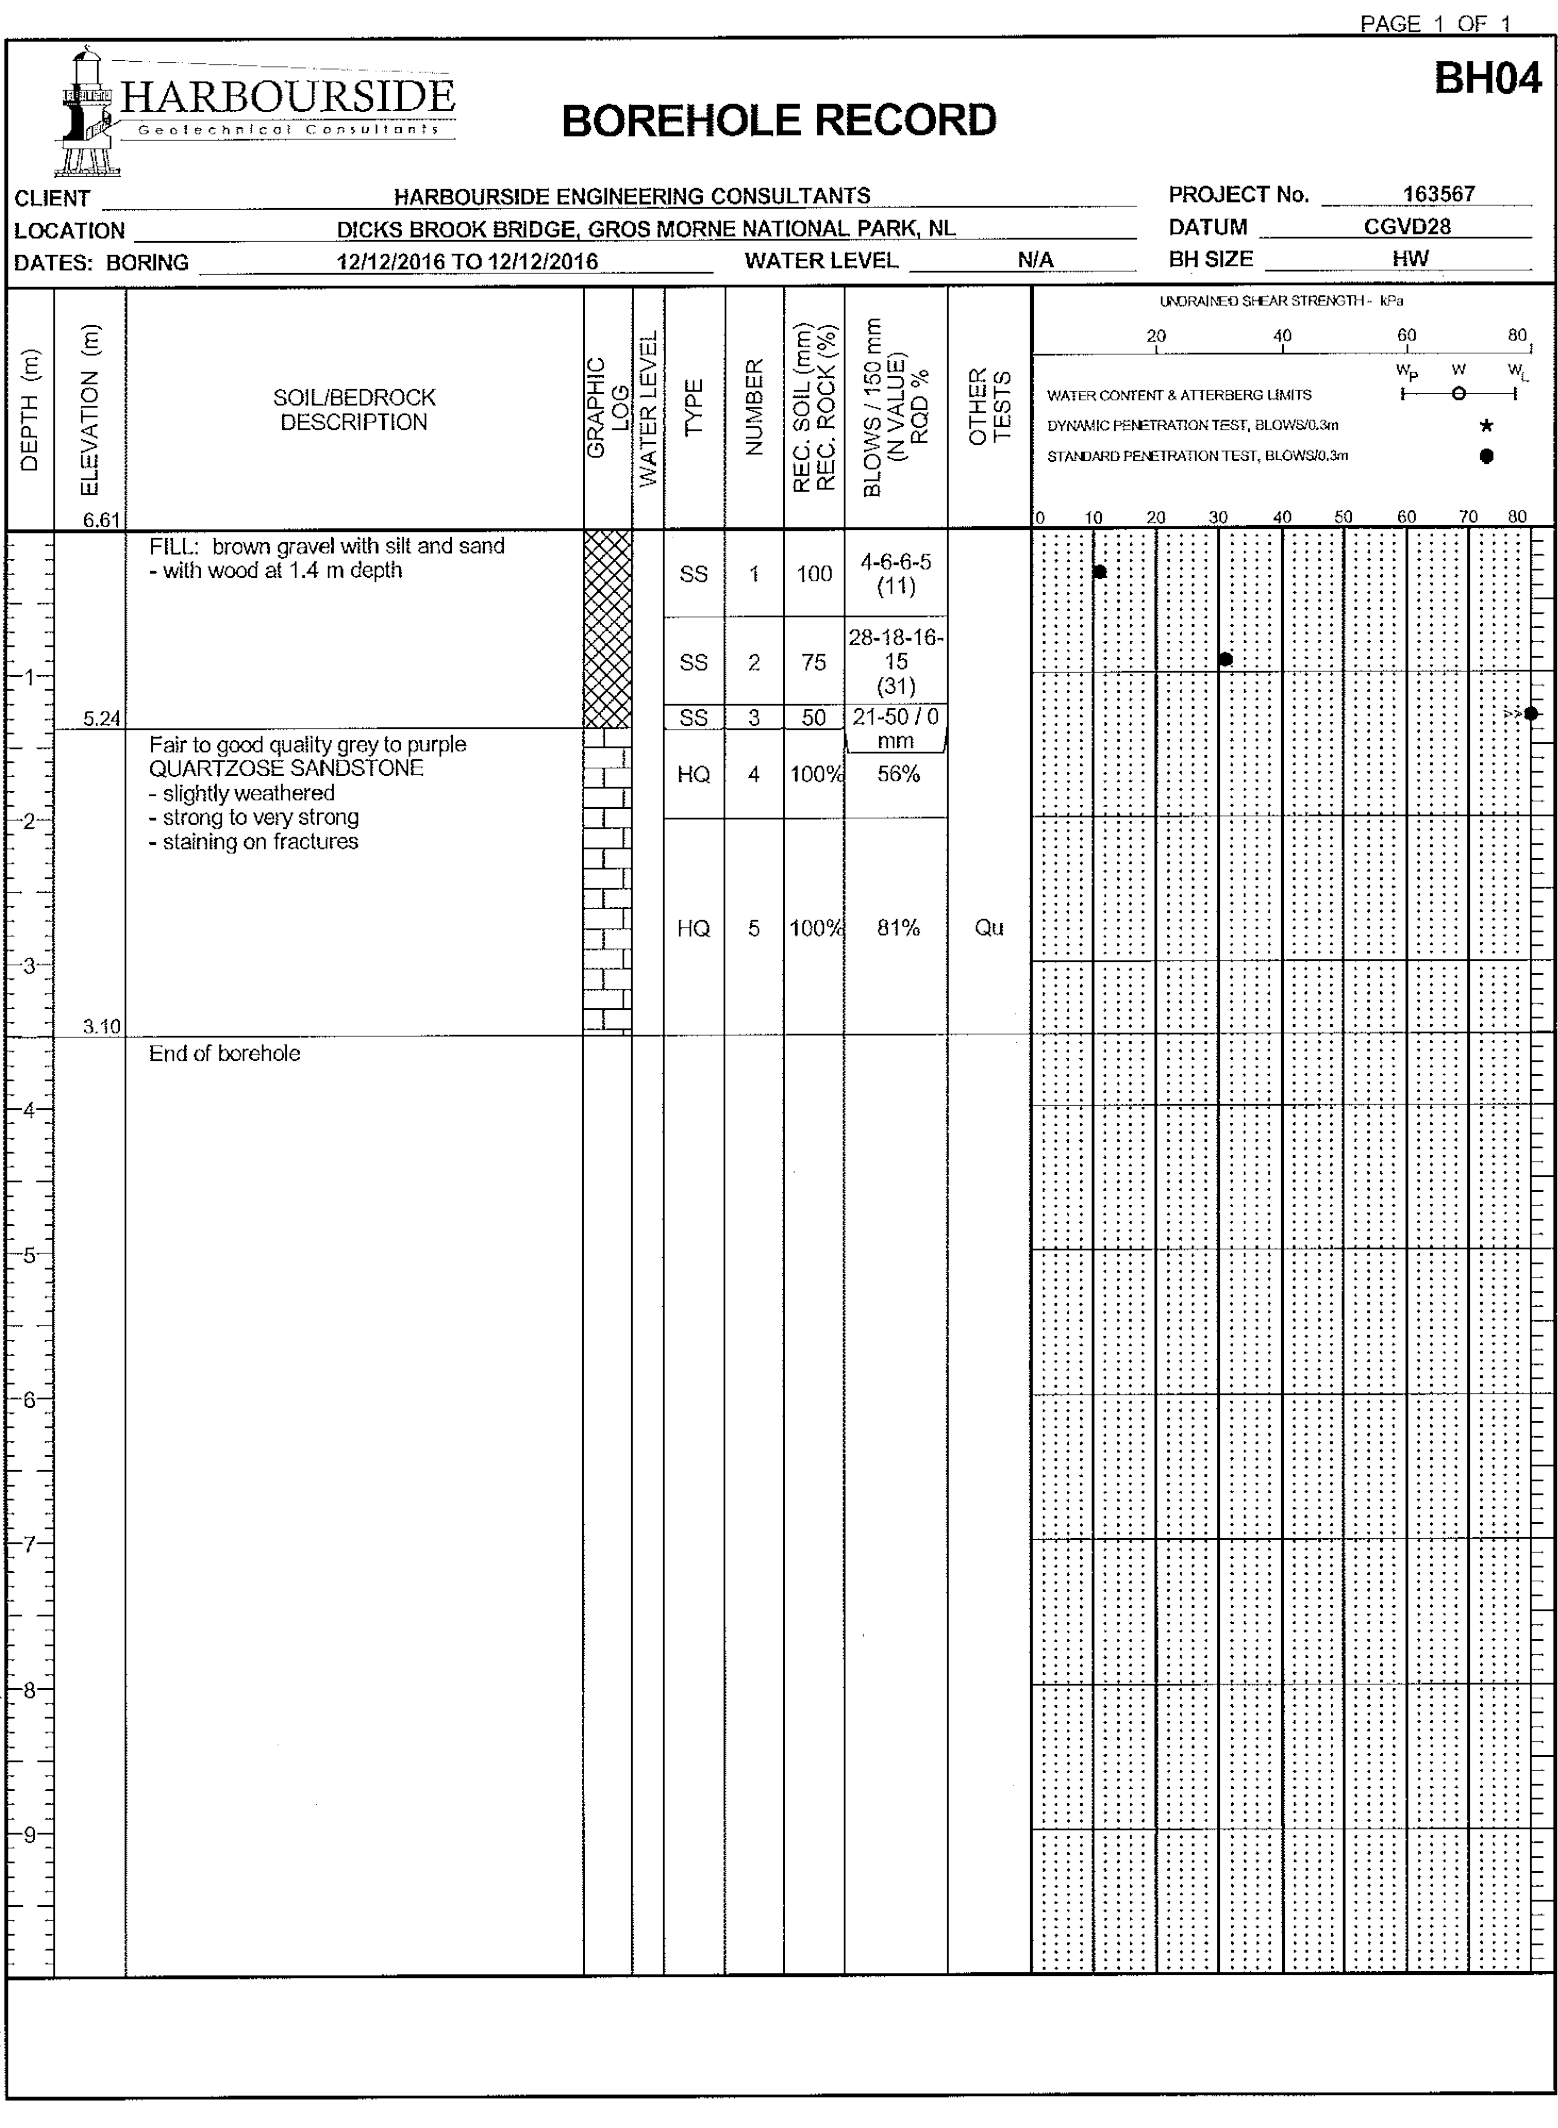 PAGE 1 OF 1
BH04
HARBOURSIDE
Geotechnical Consultants
BOREHOLE RECORD
CLIENT HARBOURSIDE ENGINEERING CONSULTANTS PROJECT No. 163567
LOCATION DICKS BROOK BRIDGE, GROS MORNE NATIONAL PARK, NL DATUM CGVD28
DATES: BORING 12/12/2016 TO 12/12/2016 WATER LEVEL N/A BH SIZE HW
DEPTH (m)
ELEVATION (m)
SOIL/BEDROCK
DESCRIPTION
GRAPHIC
LOG
WATER LEVEL
TYPE
NUMBER
REC. SOIL (mm)
REC. ROCK (%)
BLOWS / 150 mm
(N VALUE)
RQD %
OTHER
TESTS
UNDRAINED SHEAR STRENGTH - kPa
20 40 60 80
WP W WL
WATER CONTENT & ATTERBERG LIMITS
DYNAMIC PENETRATION TEST, BLOWS/0.3m ★
STANDARD PENETRATION TEST, BLOWS/0.3m ●
6.61
0 10 20 30 40 50 60 70 80
FILL: brown gravel with silt and sand
- with wood at 1.4 m depth
SS 1 100 4-6-6-5
(11)
SS 2 75 28-18-16-
15
(31)
1
5.24
SS 3 50 21-50 / 0
mm
>>
Fair to good quality grey to purple
QUARTZOSE SANDSTONE
- slightly weathered
- strong to very strong
- staining on fractures
HQ 4 100% 56%
2
HQ 5 100% 81% Qu
3
3.10
End of borehole
4
5
6
7
8
9